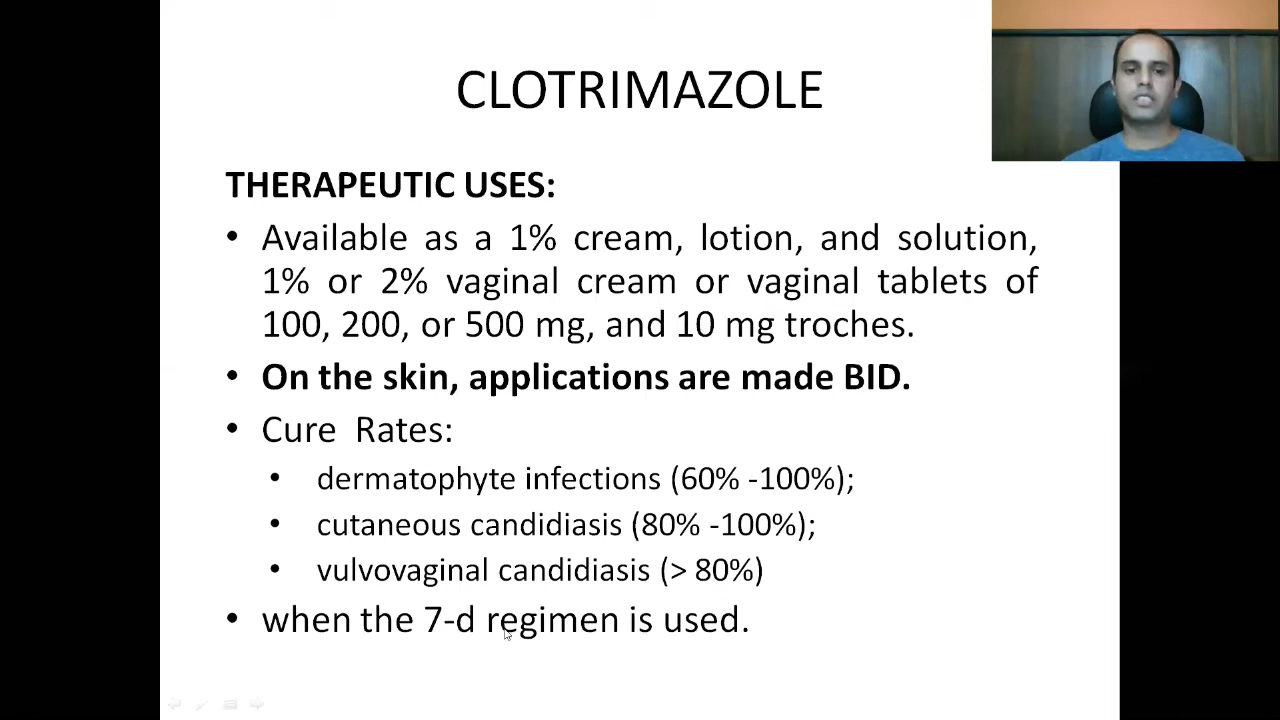 CLOTRIMAZOLE
THERAPEUTIC USES:
• Available as a 1% cream, lotion, and solution,
1% or 2% vaginal cream or vaginal tablets of
100, 200, or 500 mg, and 10 mg troches.
• On the skin, applications are made BID.
• Cure Rates:
• dermatophyte infections (60% -100%);
• cutaneous candidiasis (80% -100%);
• vulvovaginal candidiasis (> 80%)
• when the 7-d regimen is used.